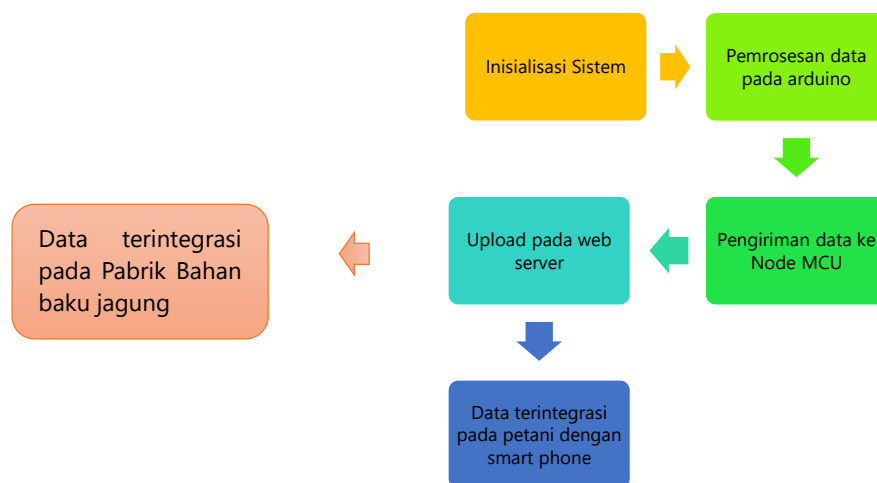 Inisialisasi Sistem
Pemrosesan data
pada arduino
Pengiriman data ke
Node MCU
Upload pada web
server
Data terintegrasi
pada Pabrik Bahan
baku jagung
Data terintegrasi
pada petani dengan
smart phone